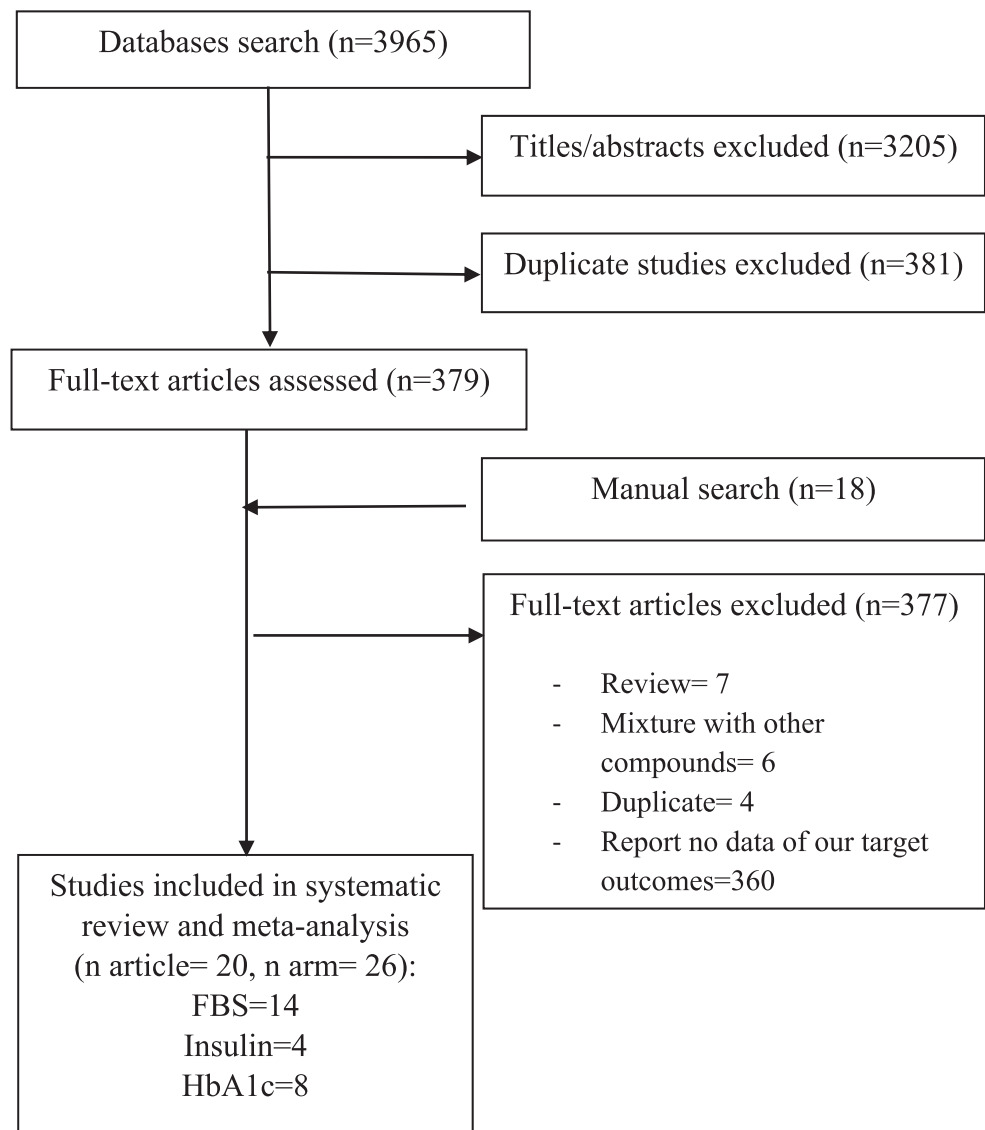 Databases search (n=3965)
Titles/abstracts excluded (n=3205)
Duplicate studies excluded (n=381)
Full-text articles assessed (n=379)
Manual search (n=18)
Full-text articles excluded (n=377)
- Review= 7
- Mixture with other
compounds= 6
- Duplicate= 4
- Report no data of our target
outcomes=360
Studies included in systematic
review and meta-analysis
(n article= 20, n arm= 26):
FBS=14
Insulin=4
HbA1c=8